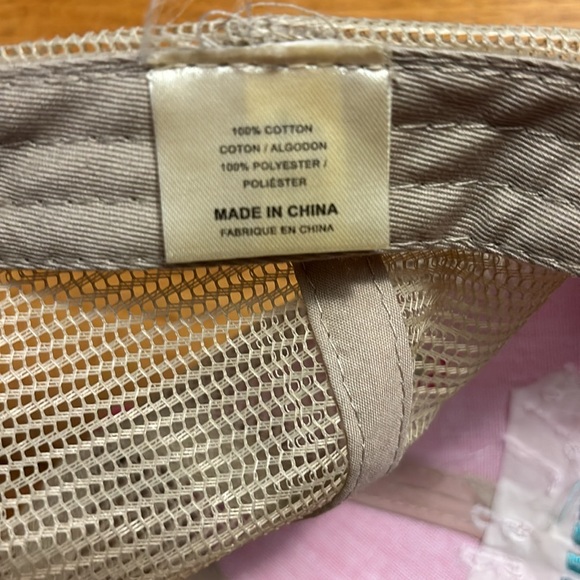 100% COTTON
COTON / ALGODON
100% POLYESTER /
POLIÉSTER
MADE IN CHINA
FABRIQUE EN CHINA